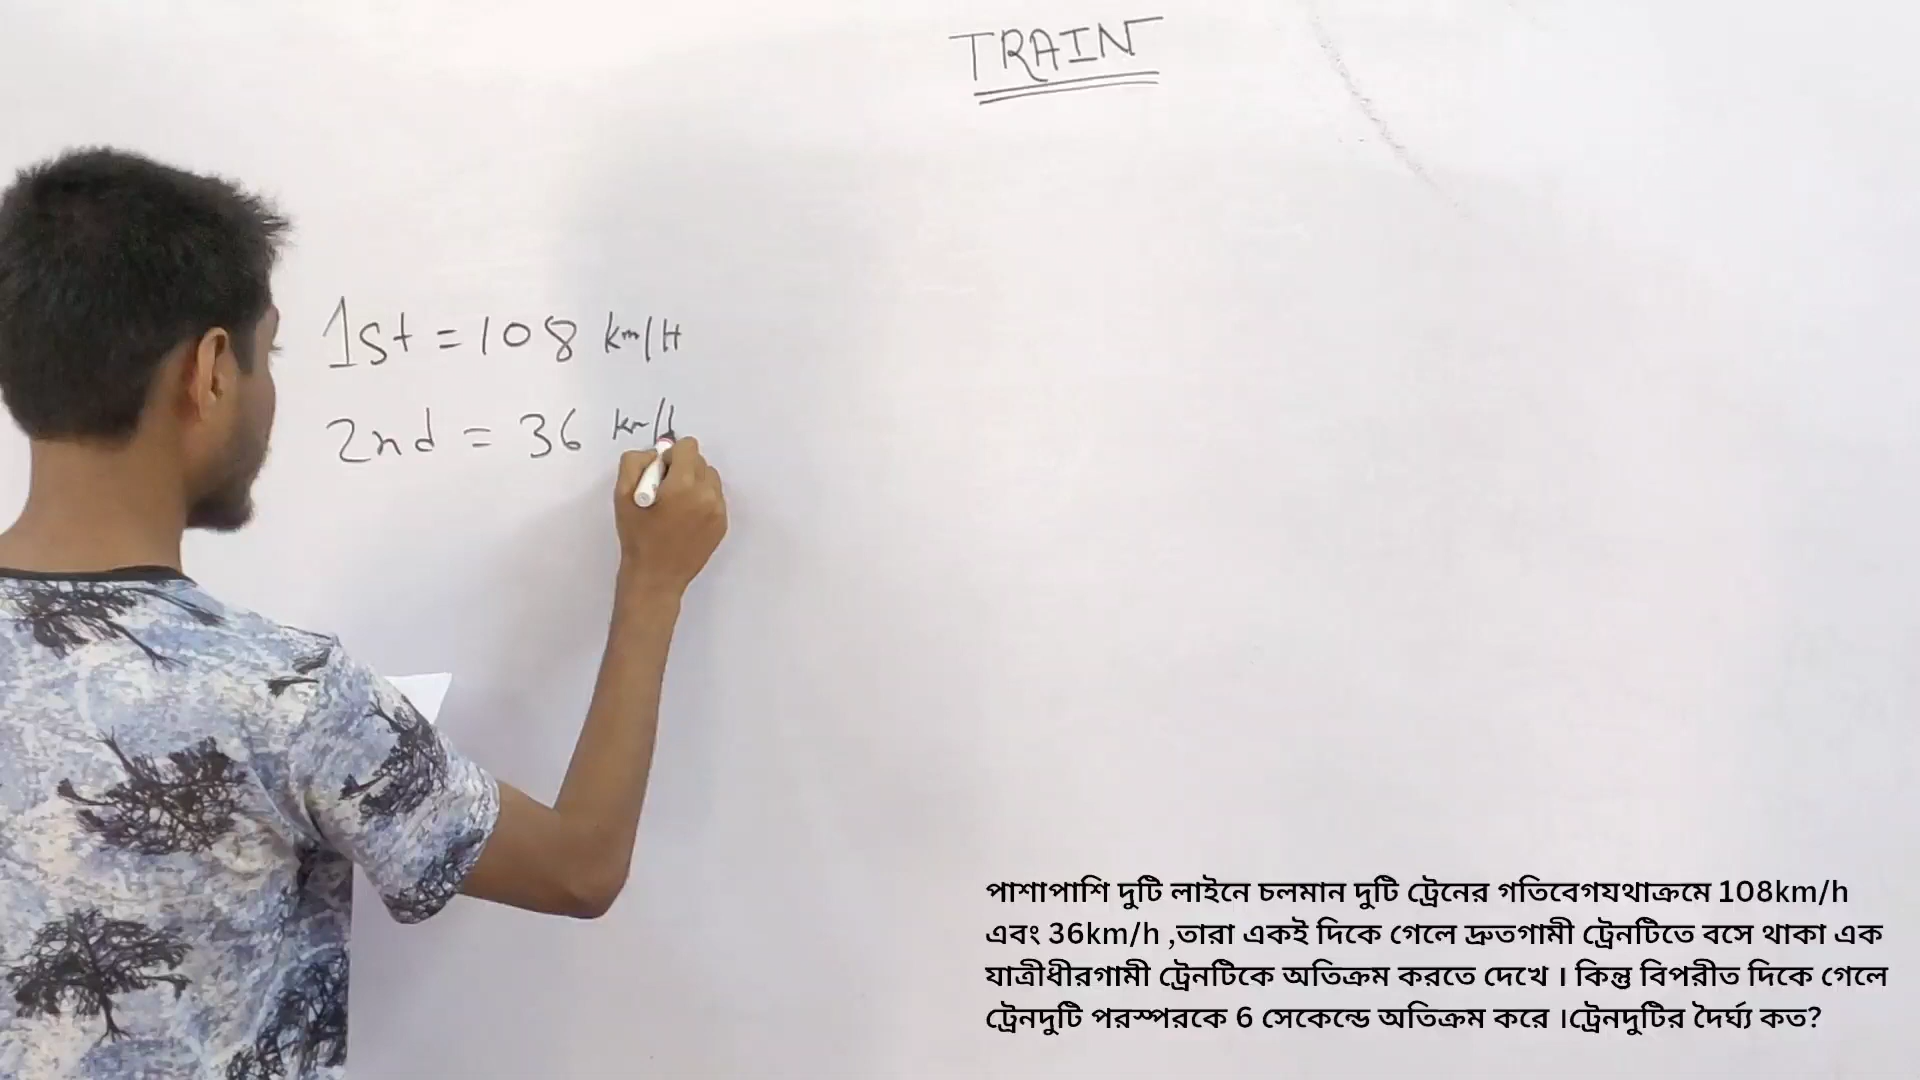 TRAIN
1st = 108 km/H
2nd = 36 km/
পাশাপাশি দুটি লাইনে চলমান দুটি ট্রেনের গতিবেগযথাক্রমে 108km/h
এবং 36km/h ,তারা একই দিকে গেলে দ্রুতগামী ট্রেনটিতে বসে থাকা এক
যাত্রীধীরগামী ট্রেনটিকে অতিক্রম করতে দেখে । কিন্তু বিপরীত দিকে গেলে
ট্রেনদুটি পরস্পরকে 6 সেকেন্ডে অতিক্রম করে ।ট্রেনদুটির দৈর্ঘ্য কত?